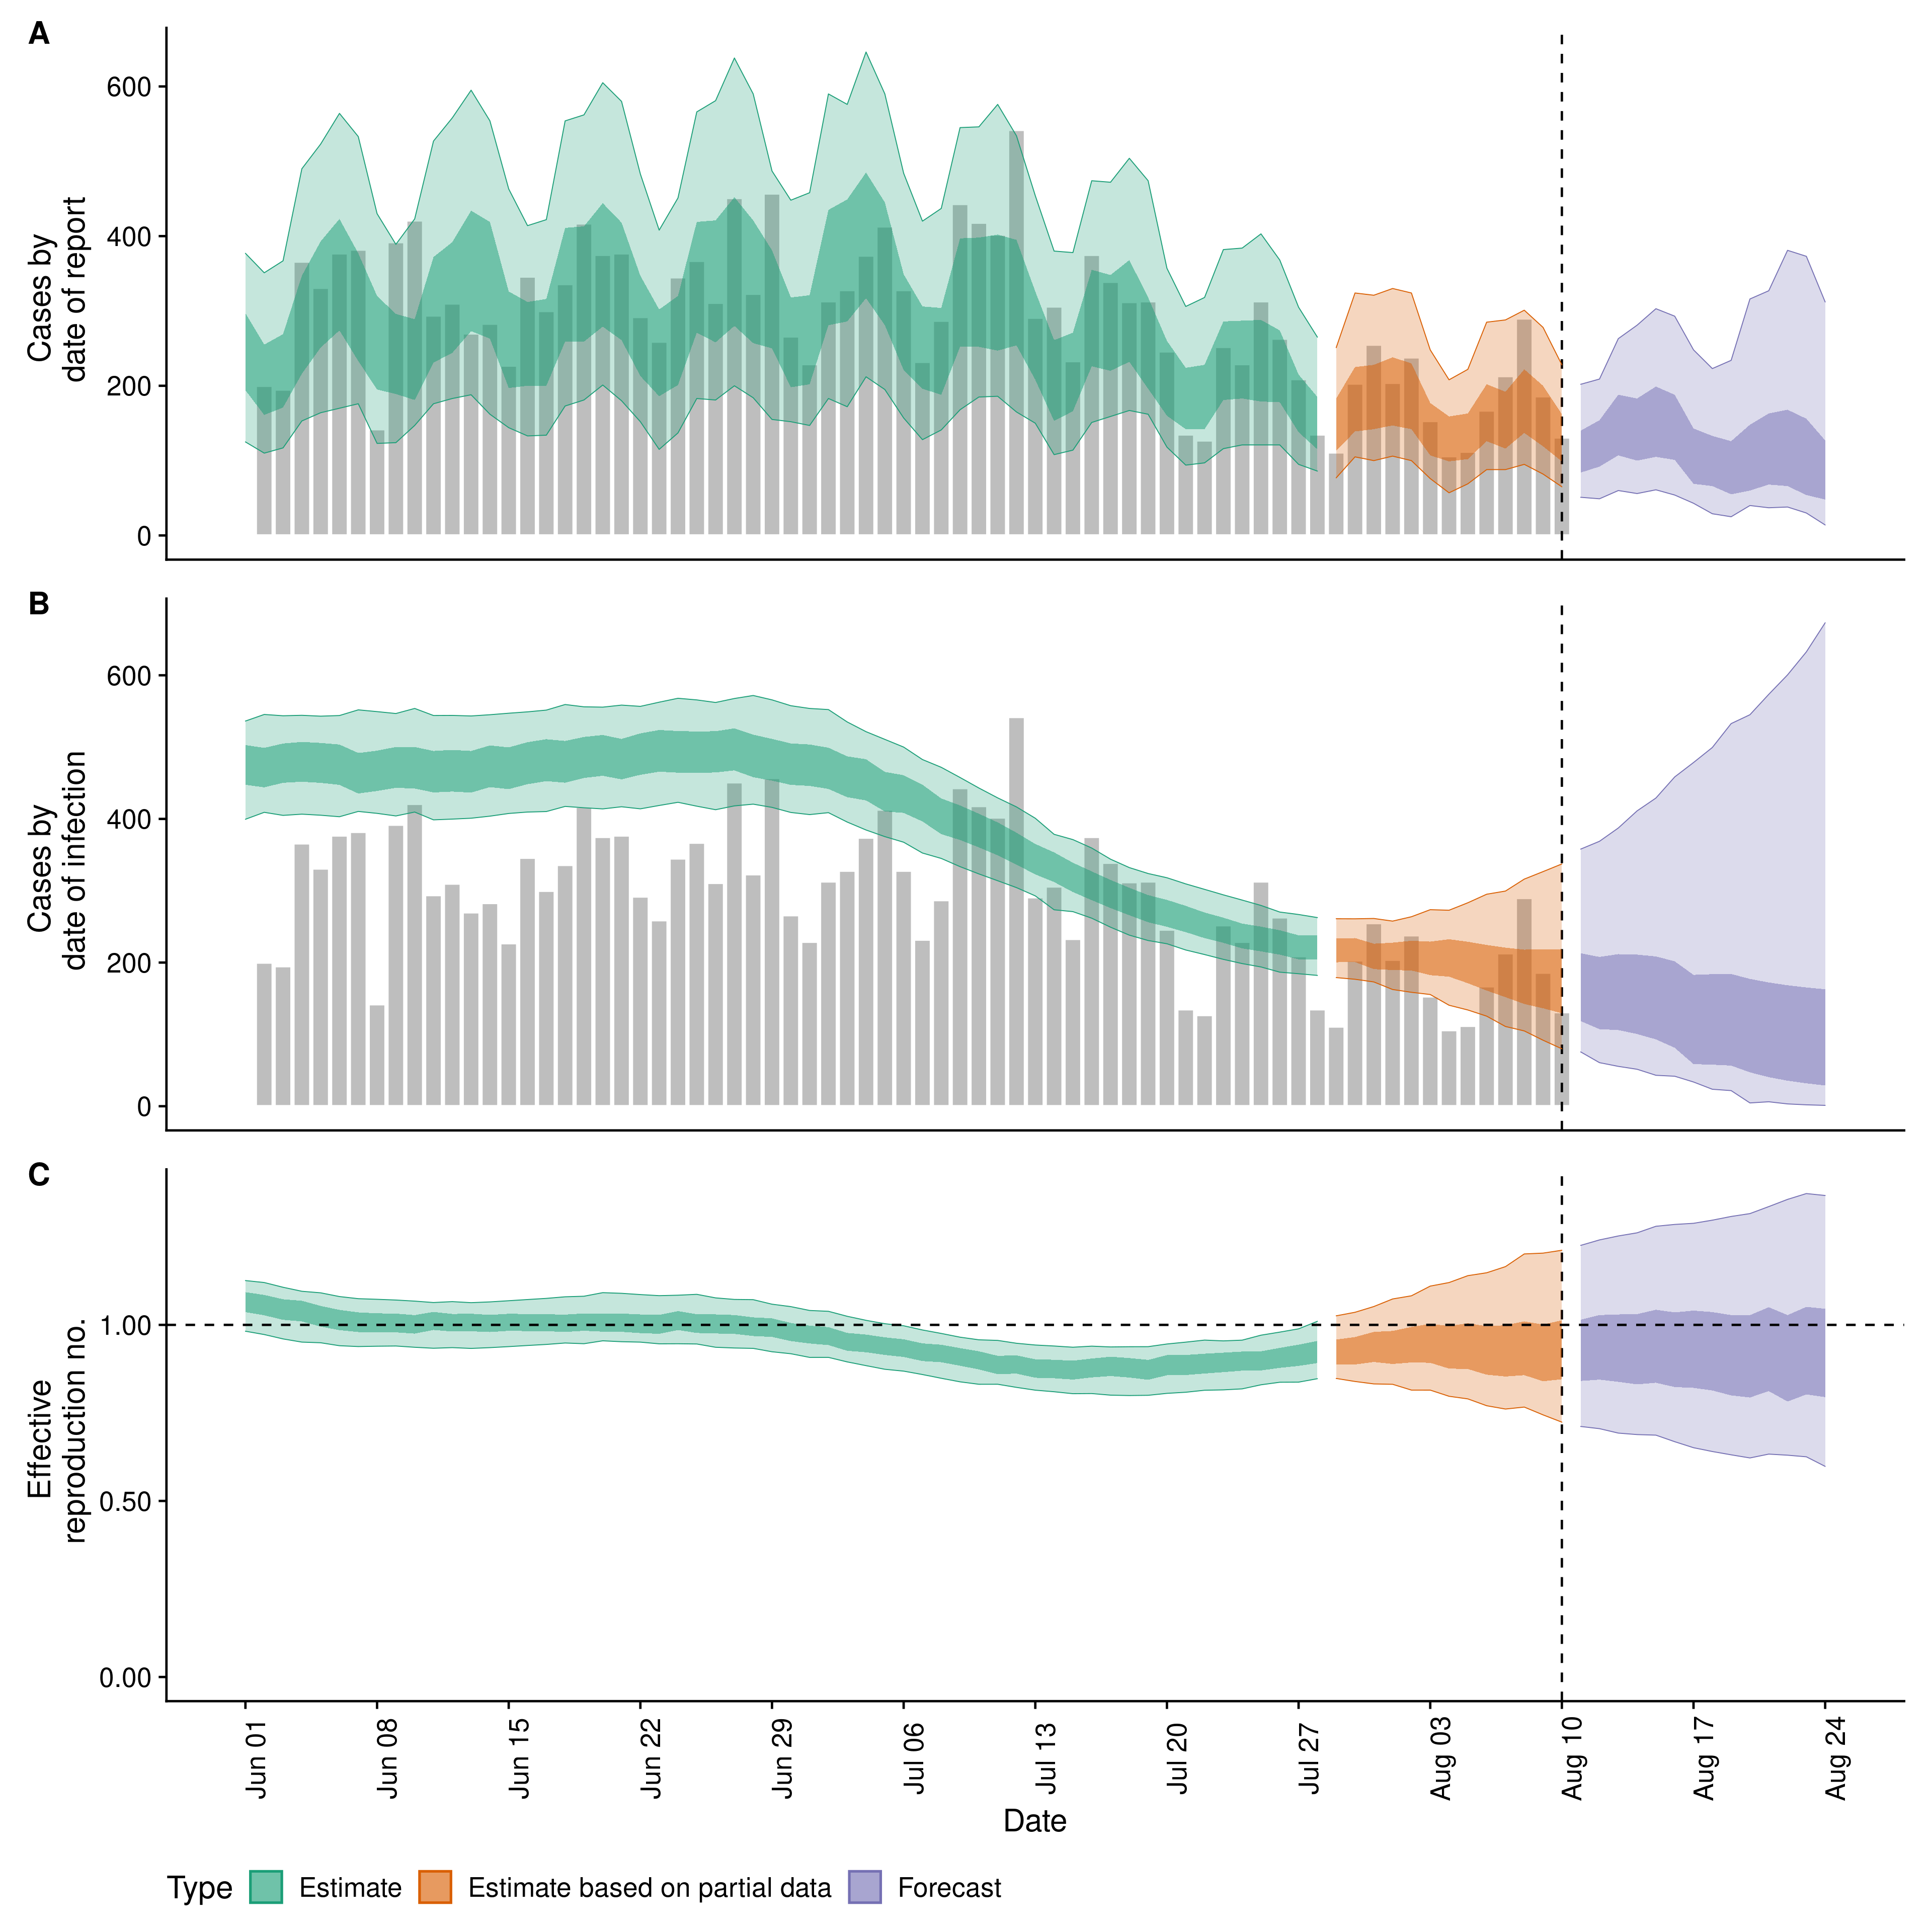 A
600
400
200
0
Cases by
date of report
B
600
400
200
0
Cases by
date of infection
C
1.00
0.50
0.00
Effective
reproduction no.
Jun 01
Jun 08
Jun 15
Jun 22
Jun 29
Jul 06
Jul 13
Jul 20
Jul 27
Aug 03
Aug 10
Aug 17
Aug 24
Date
Type Estimate Estimate based on partial data Forecast